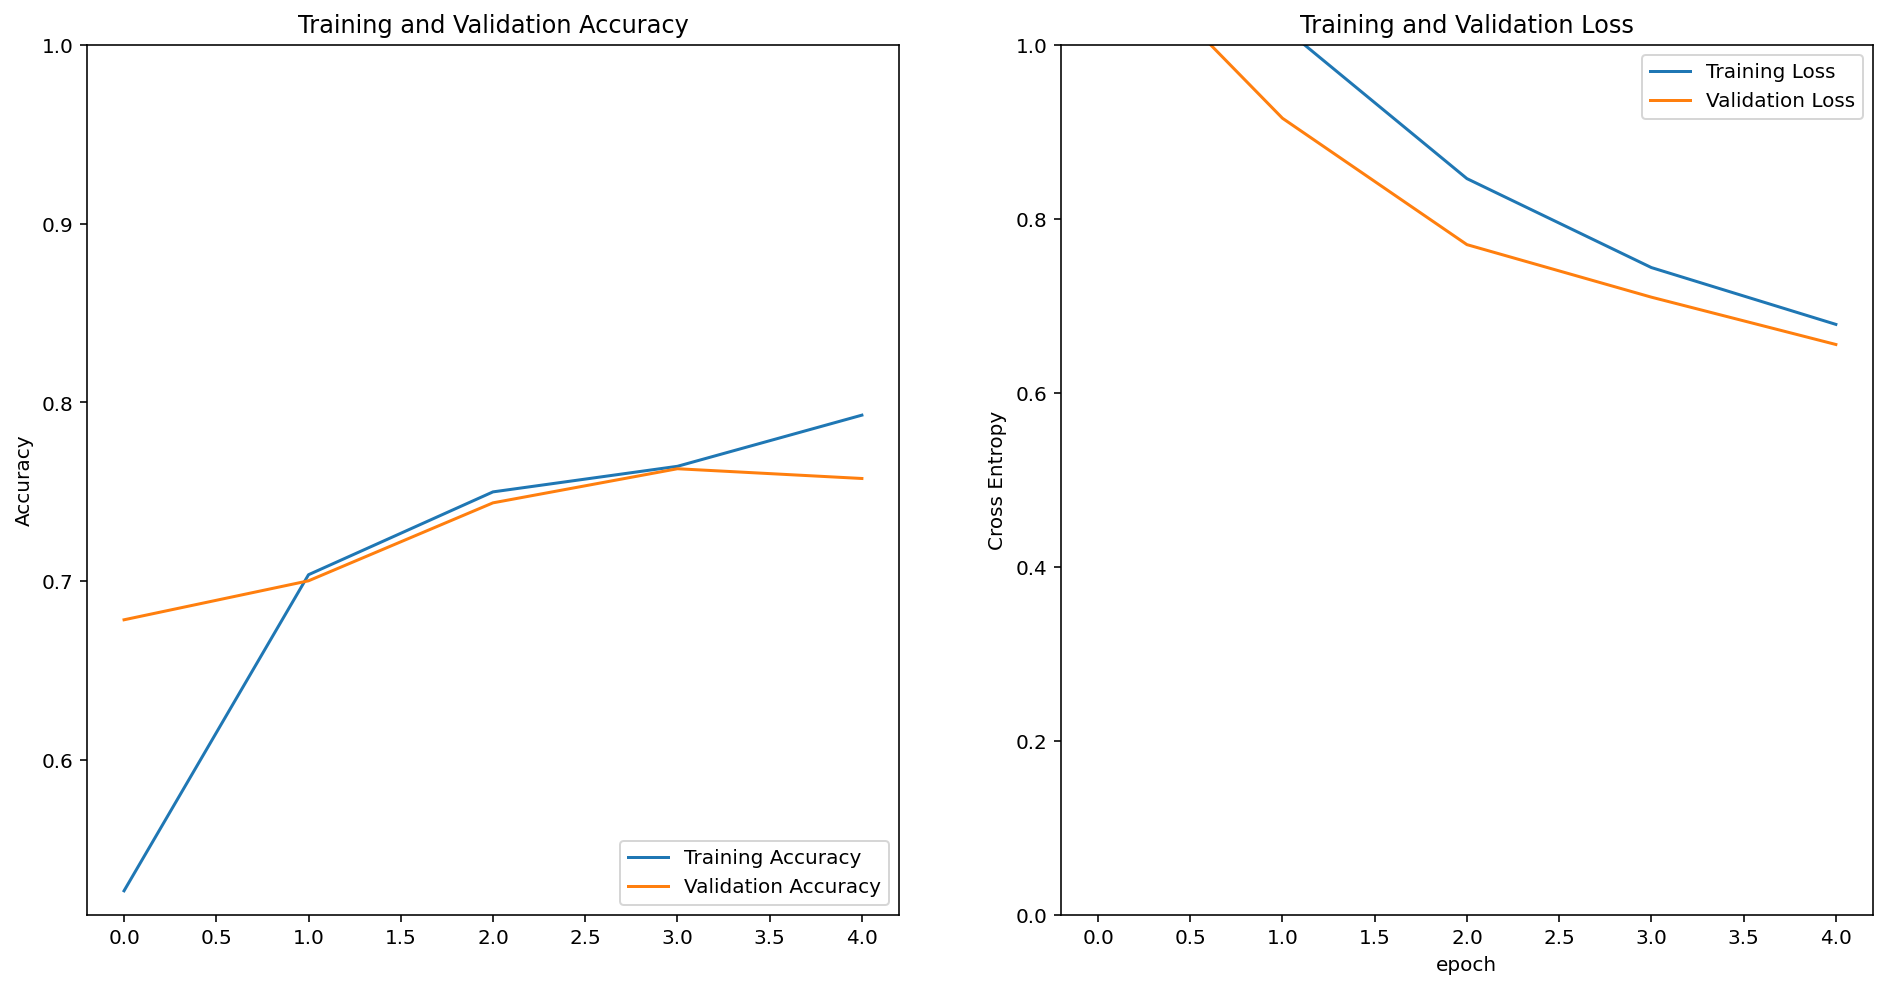 Training and Validation Accuracy
1.0
0.9
0.8
0.7
0.6
Accuracy
Training Accuracy
Validation Accuracy
0.0 0.5 1.0 1.5 2.0 2.5 3.0 3.5 4.0
Training and Validation Loss
1.0
0.8
0.6
0.4
0.2
0.0
Cross Entropy
Training Loss
Validation Loss
0.0 0.5 1.0 1.5 2.0 2.5 3.0 3.5 4.0
epoch